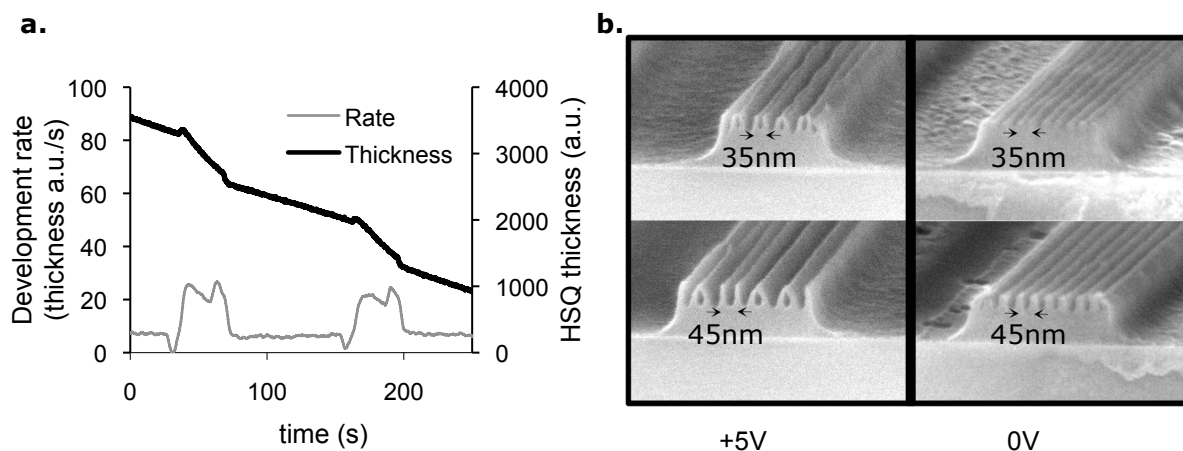 a.
Development rate
(thickness a.u./s)
100
80
60
40
20
0
4000
3000
2000
1000
0
HSQ thickness (a.u.)
Rate
Thickness
0
100
200
time (s)
b.
35nm
35nm
45nm
45nm
+5V
0V